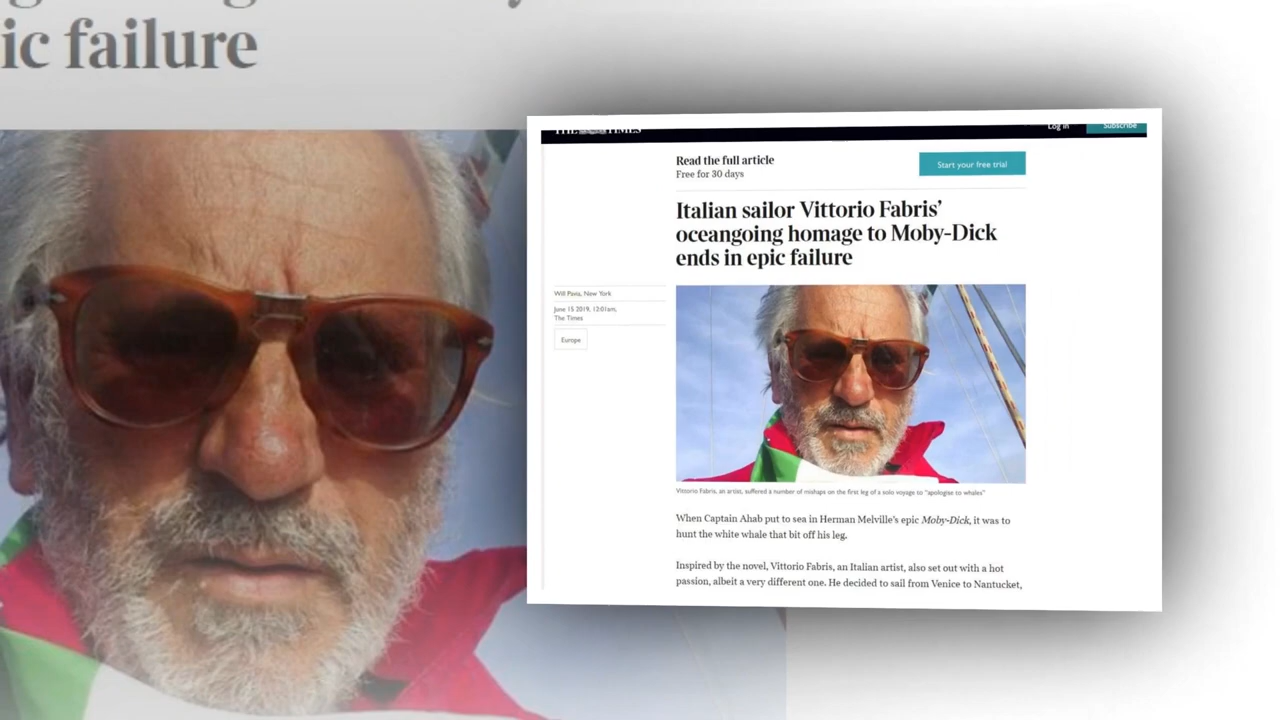 ic failure
THE TIMES
Log in
Subscribe
Read the full article
Free for 30 days
Start your free trial
Italian sailor Vittorio Fabris’
oceangoing homage to Moby-Dick
ends in epic failure
Will Pavia, New York
June 15 2019, 12:01am,
The Times
Europe
Vittorio Fabris, an artist, suffered a number of mishaps on the first leg of a solo voyage to "apologise to whales"
When Captain Ahab put to sea in Herman Melville’s epic Moby-Dick, it was to
hunt the white whale that bit off his leg.
Inspired by the novel, Vittorio Fabris, an Italian artist, also set out with a hot
passion, albeit a very different one. He decided to sail from Venice to Nantucket,